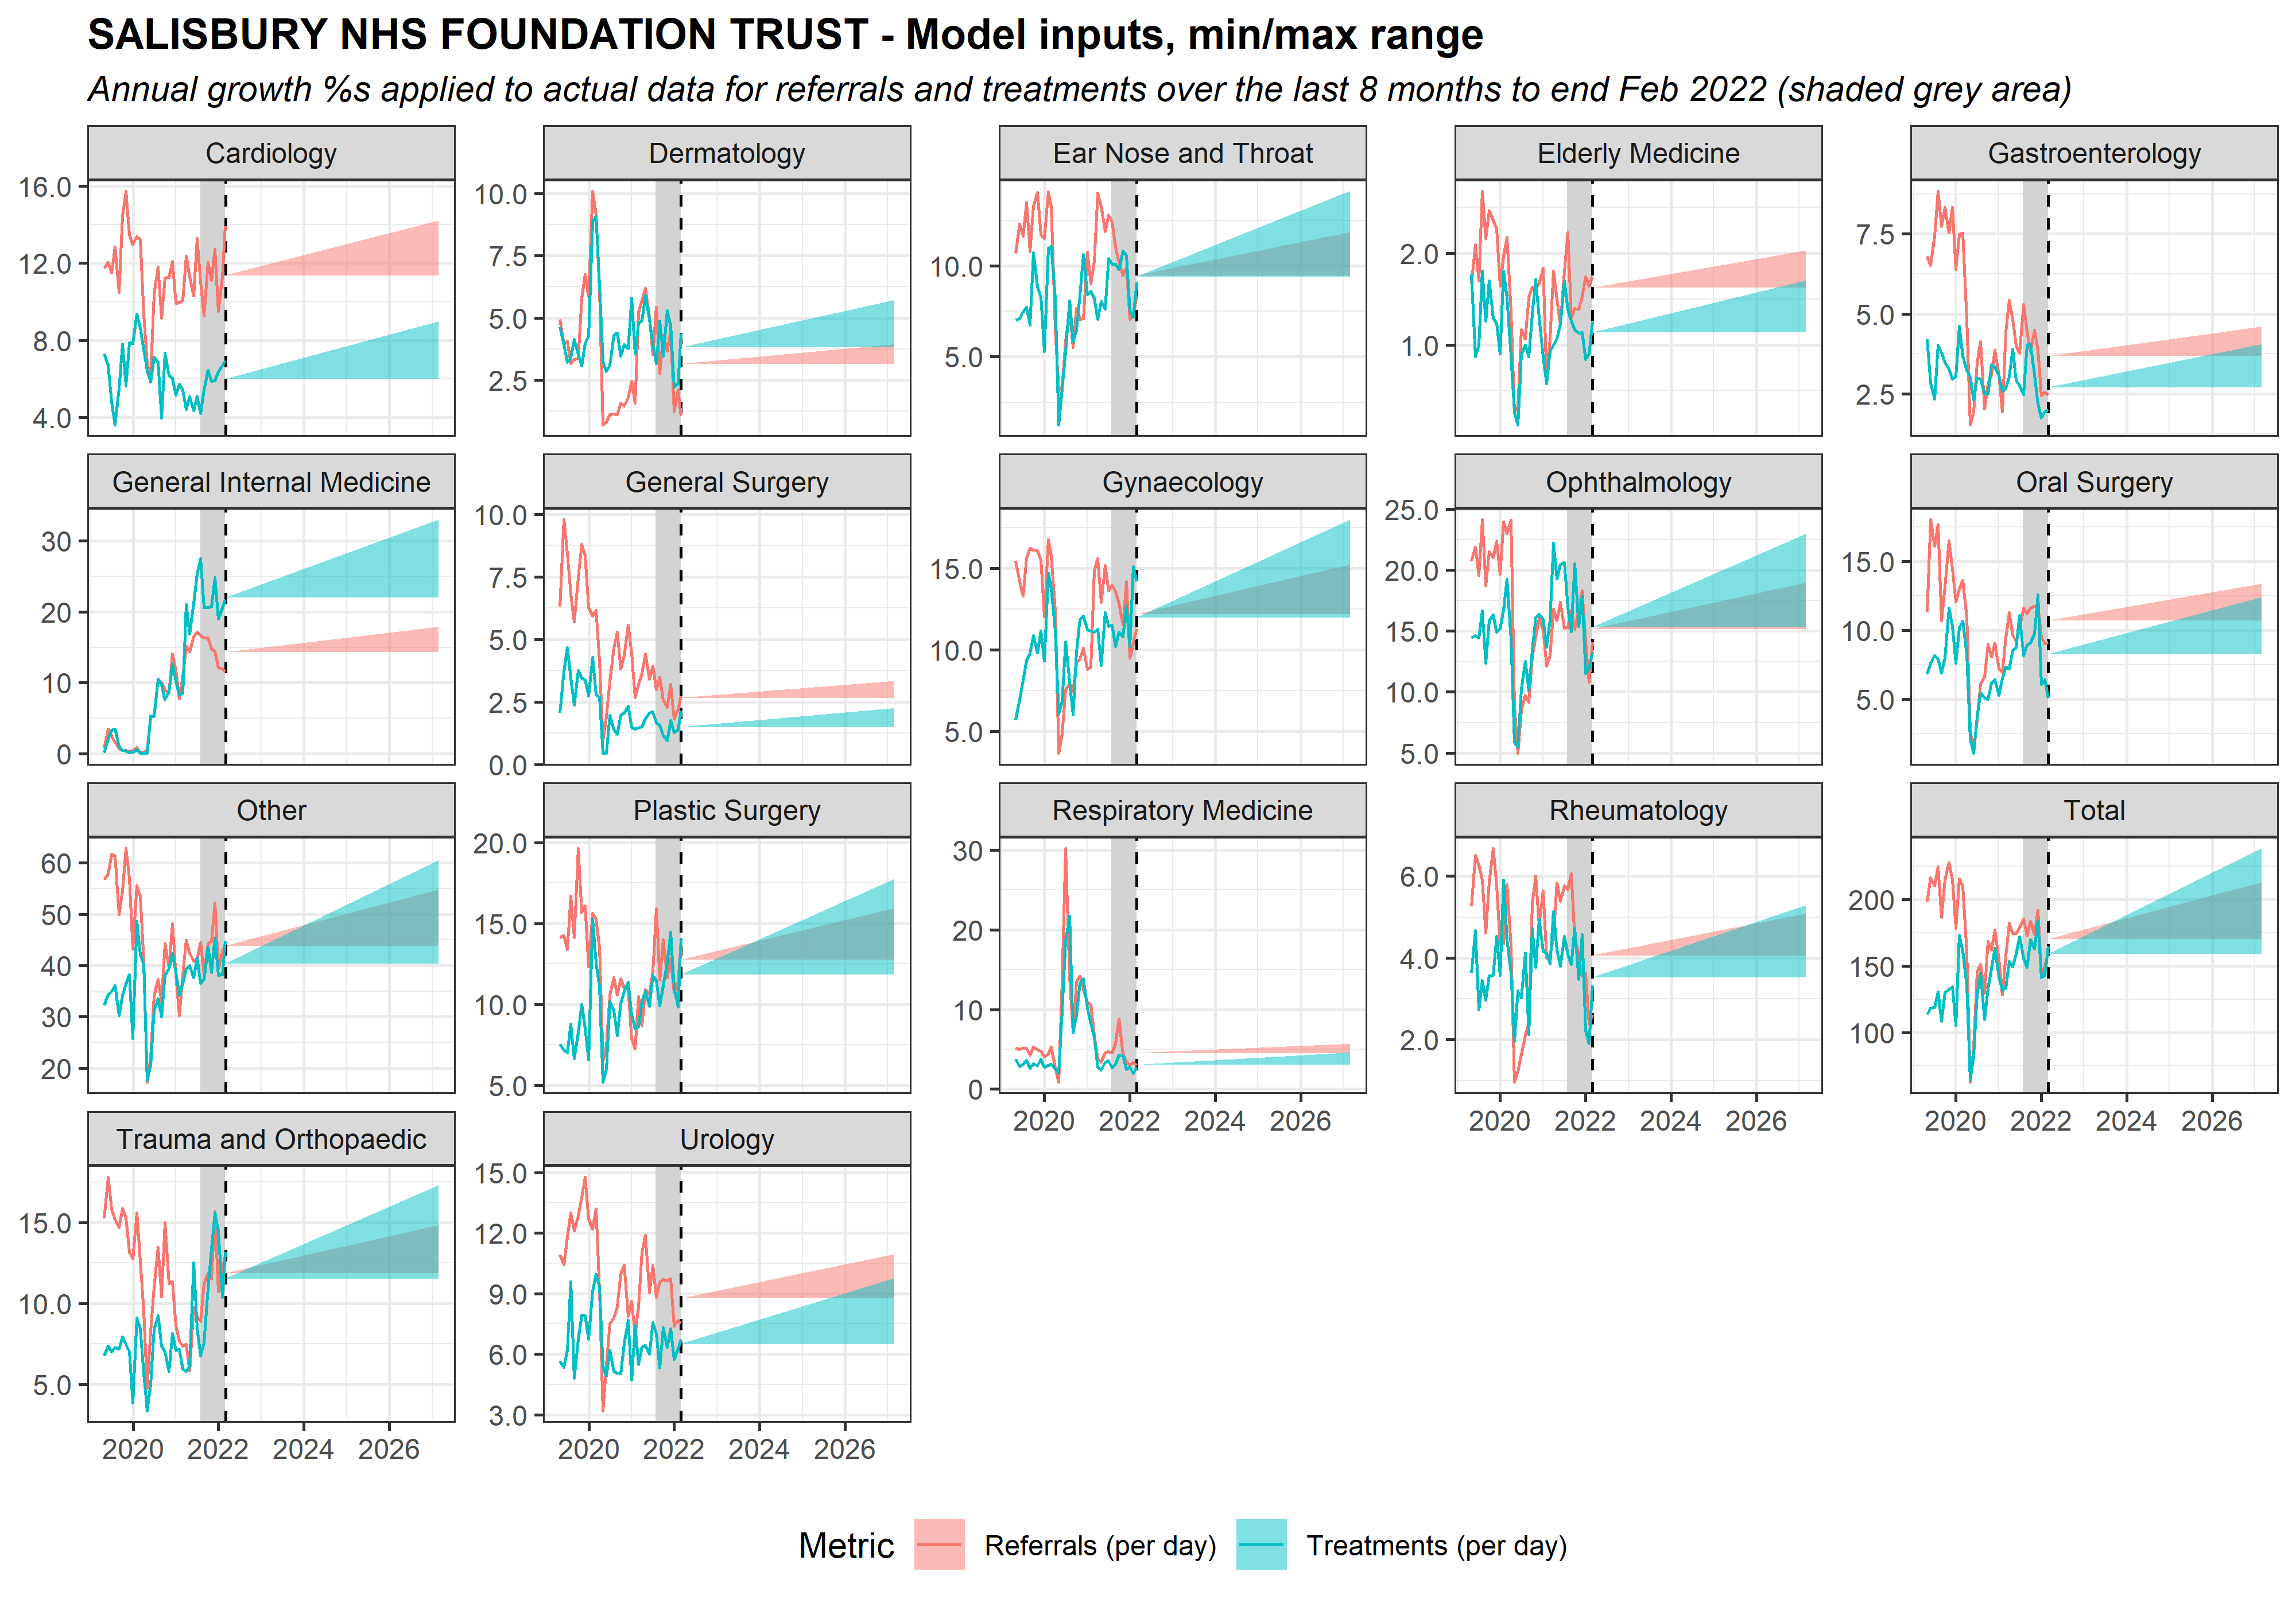 SALISBURY NHS FOUNDATION TRUST - Model inputs, min/max range
Annual growth %s applied to actual data for referrals and treatments over the last 8 months to end Feb 2022 (shaded grey area)
Cardiology
16.0
12.0
8.0
4.0
Dermatology
10.0
7.5
5.0
2.5
Ear Nose and Throat
10.0
5.0
Elderly Medicine
2.0
1.0
Gastroenterology
7.5
5.0
2.5
General Internal Medicine
30
20
10
0
General Surgery
10.0
7.5
5.0
2.5
0.0
Gynaecology
15.0
10.0
5.0
Ophthalmology
25.0
20.0
15.0
10.0
5.0
Oral Surgery
15.0
10.0
5.0
Other
60
50
40
30
20
Plastic Surgery
20.0
15.0
10.0
5.0
Respiratory Medicine
30
20
10
0
2020 2022 2024 2026
Rheumatology
6.0
4.0
2.0
2020 2022 2024 2026
Total
200
150
100
2020 2022 2024 2026
Trauma and Orthopaedic
15.0
10.0
5.0
2020 2022 2024 2026
Urology
15.0
12.0
9.0
6.0
3.0
2020 2022 2024 2026
Metric Referrals (per day) Treatments (per day)